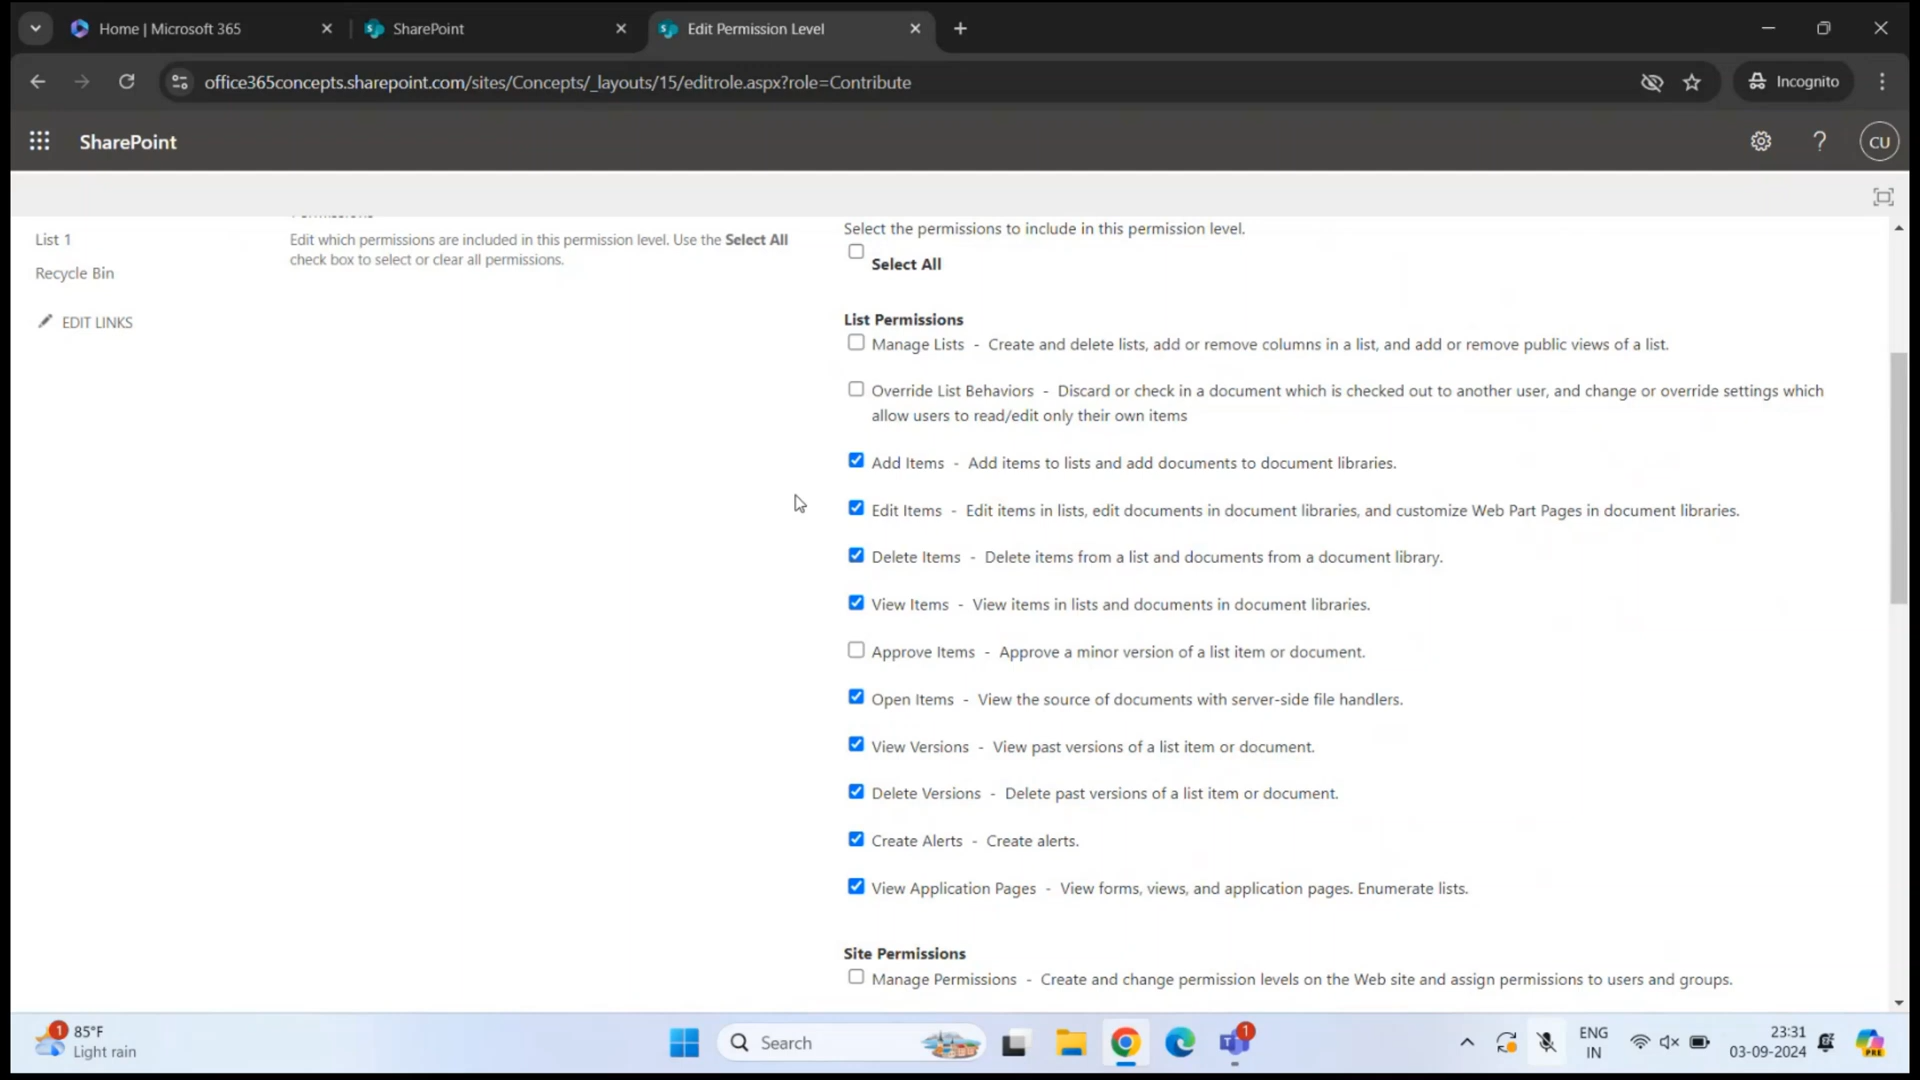 Home | Microsoft 365
SharePoint
Edit Permission Level
office365concepts.sharepoint.com/sites/Concepts/_layouts/15/editrole.aspx?role=Contribute
Incognito
SharePoint
?
CU
List 1
Recycle Bin
EDIT LINKS
Edit which permissions are included in this permission level. Use the Select All
check box to select or clear all permissions.
Select the permissions to include in this permission level.
Select All
List Permissions
Manage Lists - Create and delete lists, add or remove columns in a list, and add or remove public views of a list.
Override List Behaviors - Discard or check in a document which is checked out to another user, and change or override settings which
allow users to read/edit only their own items
Add Items - Add items to lists and add documents to document libraries.
Edit Items - Edit items in lists, edit documents in document libraries, and customize Web Part Pages in document libraries.
Delete Items - Delete items from a list and documents from a document library.
View Items - View items in lists and documents in document libraries.
Approve Items - Approve a minor version of a list item or document.
Open Items - View the source of documents with server-side file handlers.
View Versions - View past versions of a list item or document.
Delete Versions - Delete past versions of a list item or document.
Create Alerts - Create alerts.
View Application Pages - View forms, views, and application pages. Enumerate lists.
Site Permissions
Manage Permissions - Create and change permission levels on the Web site and assign permissions to users and groups.
1
85°F
Light rain
Search
1
ENG
IN
23:31
03-09-2024
PRE